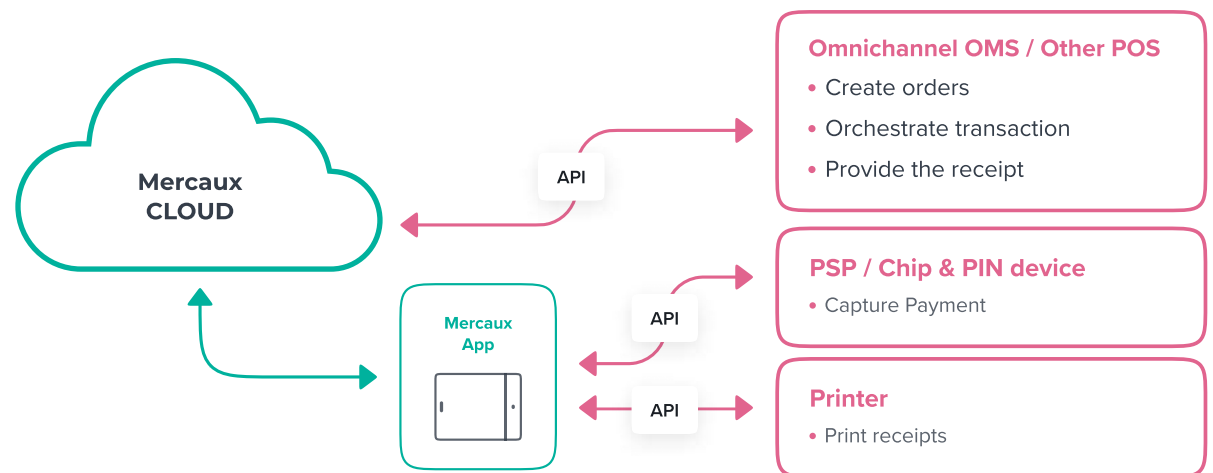 Mercaux
CLOUD
API
Omnichannel OMS / Other POS
• Create orders
• Orchestrate transaction
• Provide the receipt
Mercaux
App
API
PSP / Chip & PIN device
• Capture Payment
API
Printer
• Print receipts